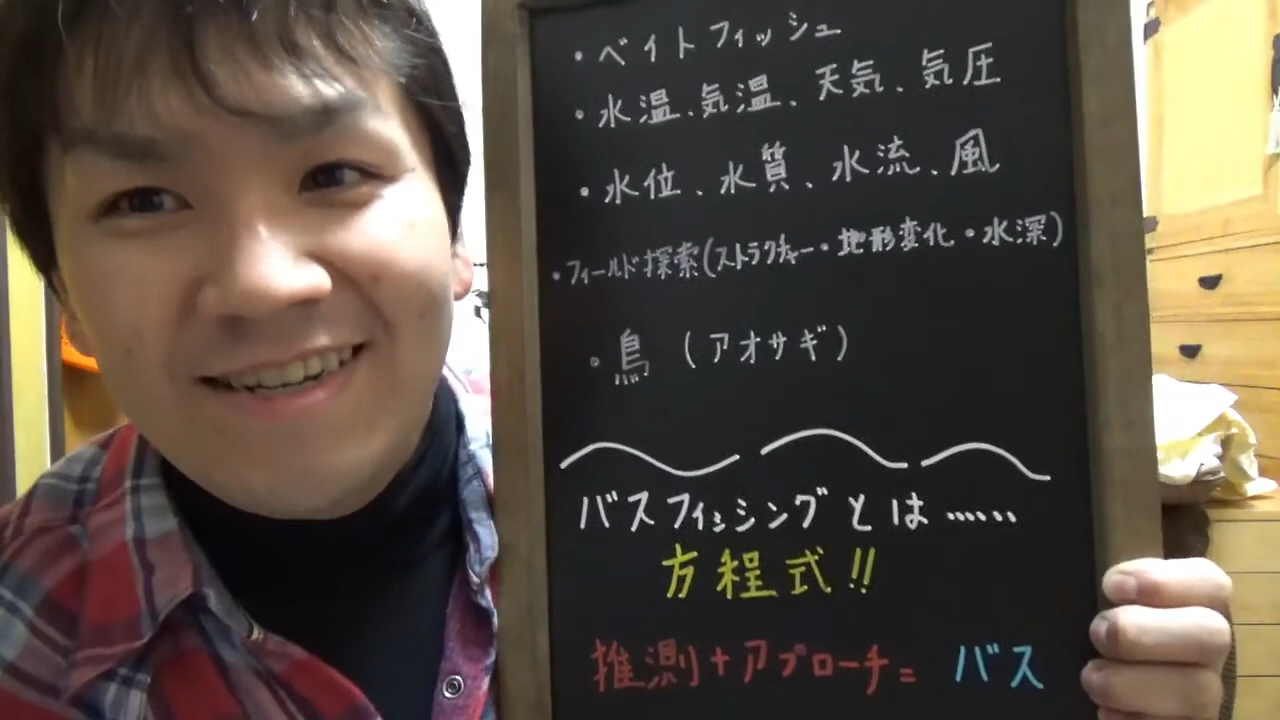 ・ベイトフィッシュ
・水温、気温、天気、気圧
・水位、水質、水流、風
・フィールド探索(ストラクチャー・地形変化・水深)
・鳥 (アオサギ)
バスフィッシングとは……
方程式!!
推測+アプローチ= バス